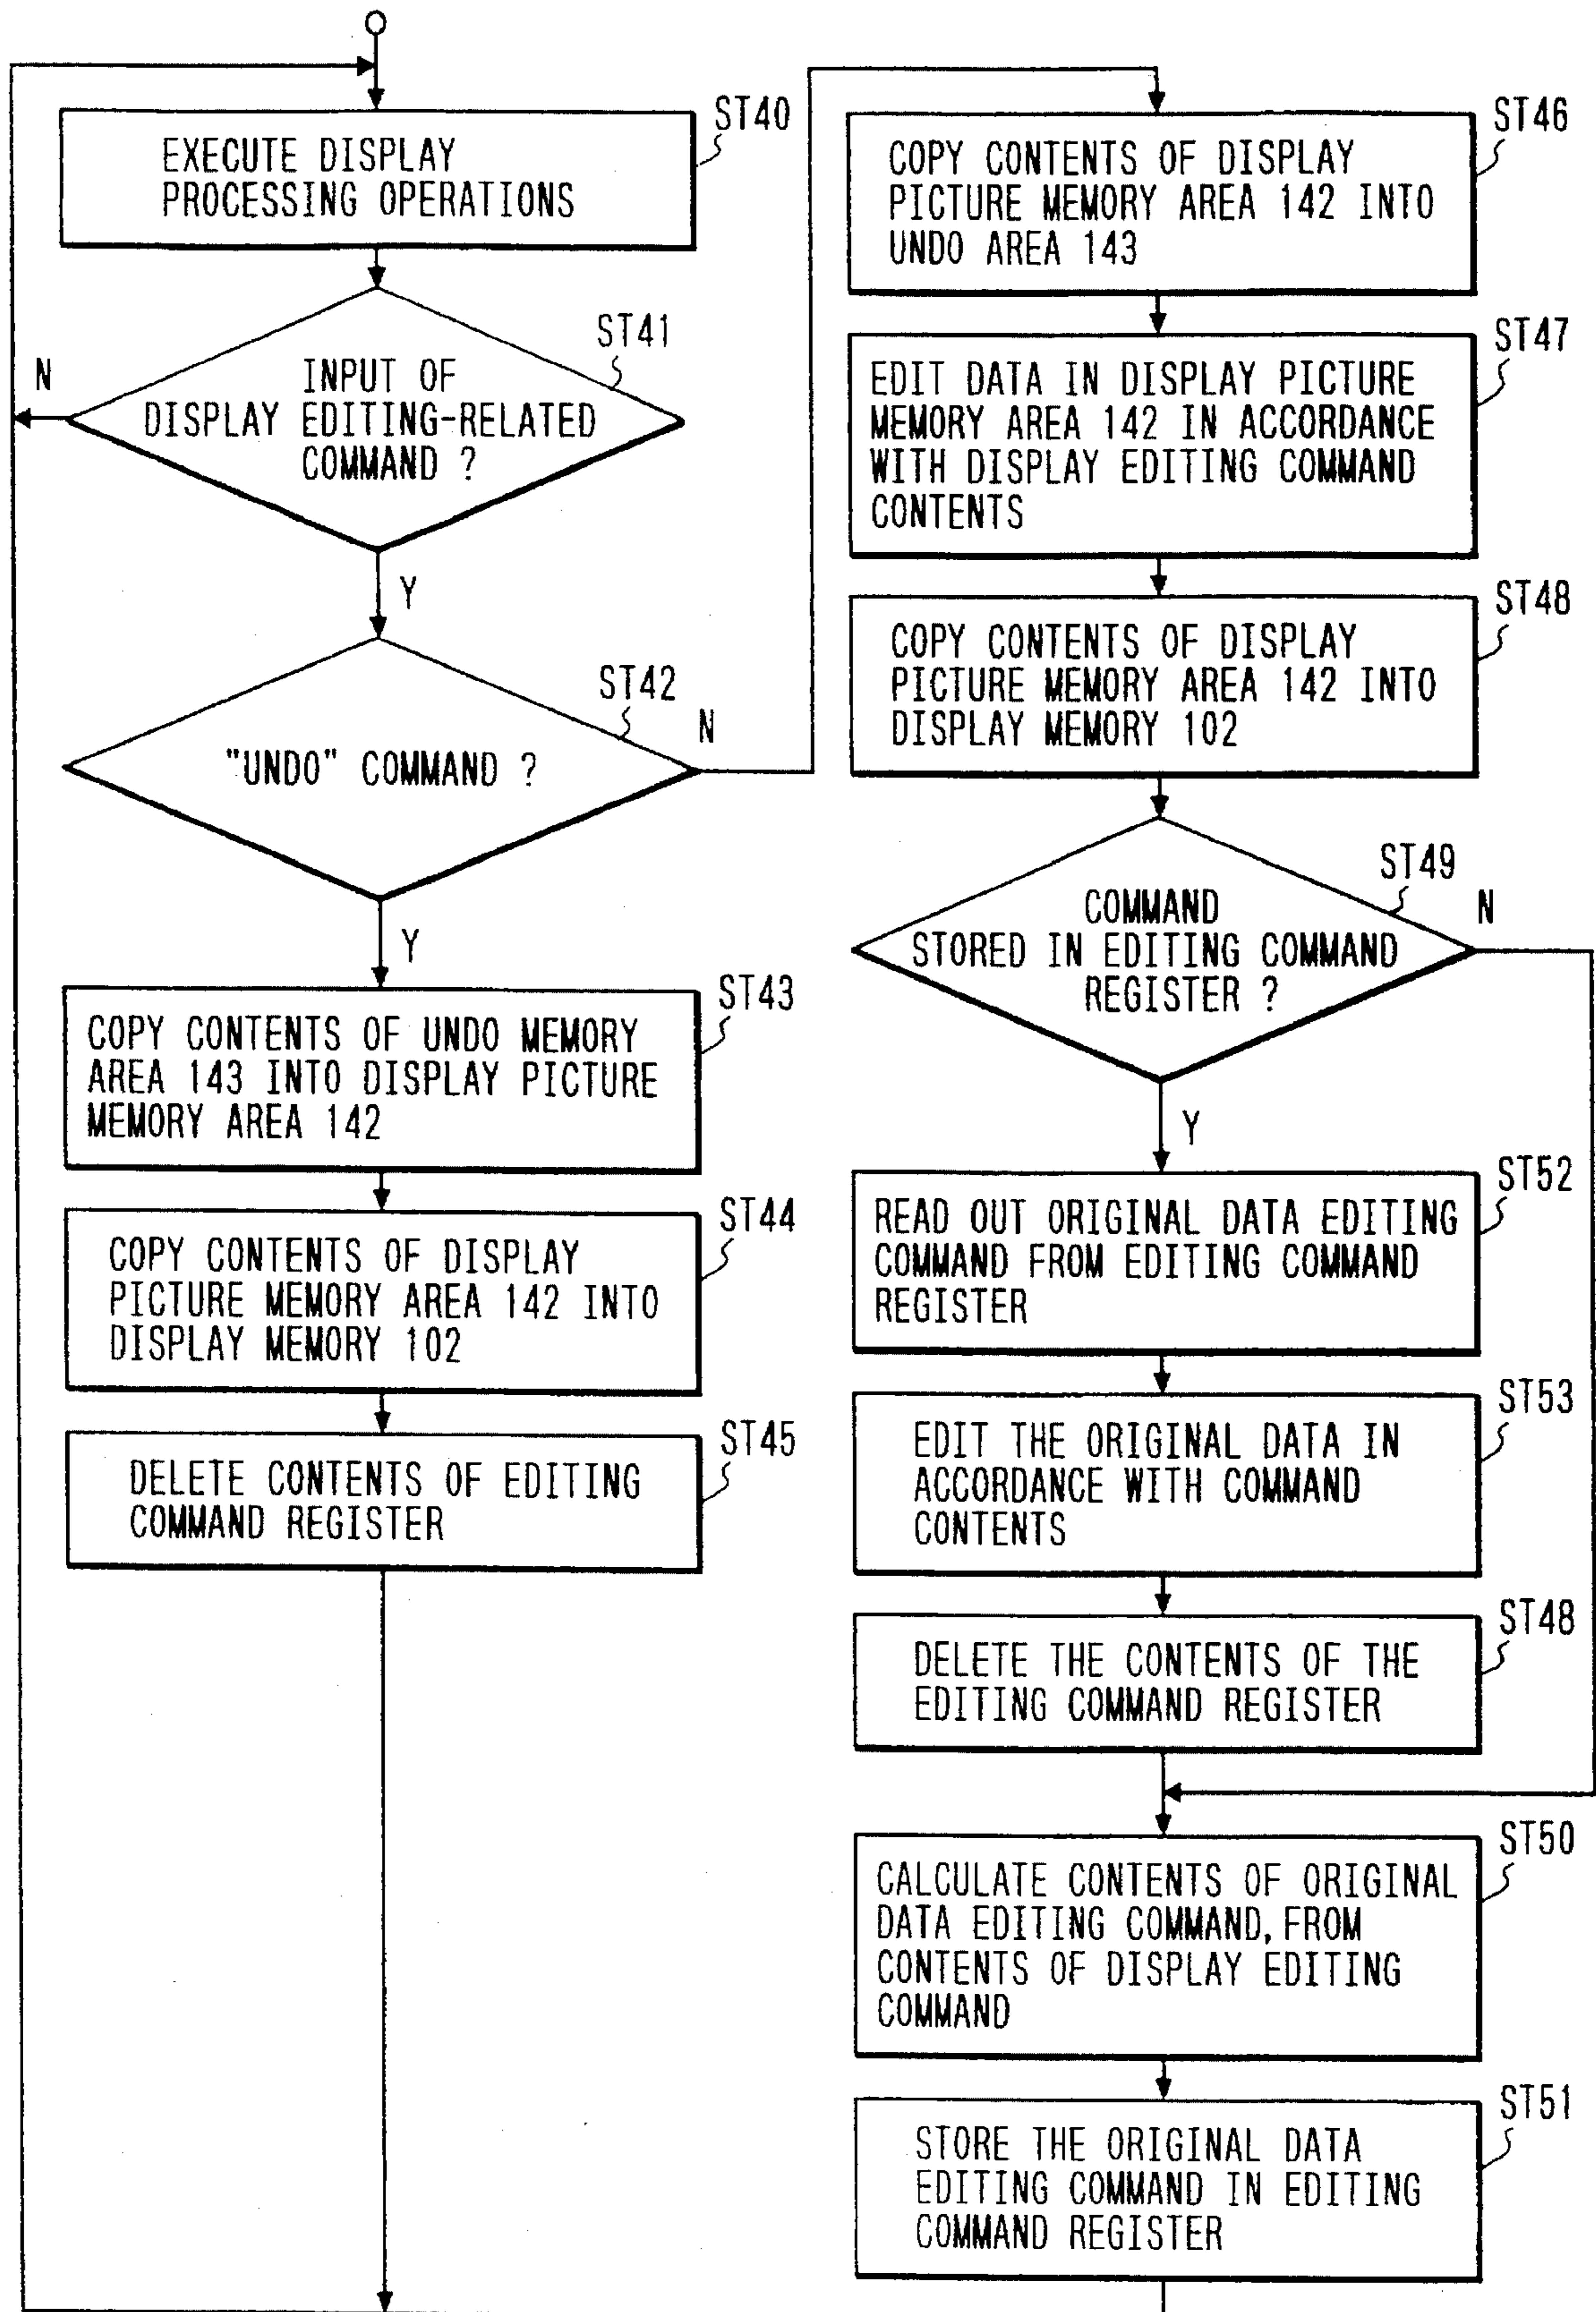 ST40
EXECUTE DISPLAY
PROCESSING OPERATIONS
ST41
INPUT OF
DISPLAY EDITING-RELATED
COMMAND ?
N
Y
ST42
"UNDO" COMMAND ?
N
Y
ST43
COPY CONTENTS OF UNDO MEMORY
AREA 143 INTO DISPLAY PICTURE
MEMORY AREA 142
ST44
COPY CONTENTS OF DISPLAY
PICTURE MEMORY AREA 142 INTO
DISPLAY MEMORY 102
ST45
DELETE CONTENTS OF EDITING
COMMAND REGISTER
ST46
COPY CONTENTS OF DISPLAY
PICTURE MEMORY AREA 142 INTO
UNDO AREA 143
ST47
EDIT DATA IN DISPLAY PICTURE
MEMORY AREA 142 IN ACCORDANCE
WITH DISPLAY EDITING COMMAND
CONTENTS
ST48
COPY CONTENTS OF DISPLAY
PICTURE MEMORY AREA 142 INTO
DISPLAY MEMORY 102
ST49
COMMAND
STORED IN EDITING COMMAND
REGISTER ?
N
Y
ST52
READ OUT ORIGINAL DATA EDITING
COMMAND FROM EDITING COMMAND
REGISTER
ST53
EDIT THE ORIGINAL DATA IN
ACCORDANCE WITH COMMAND
CONTENTS
ST48
DELETE THE CONTENTS OF THE
EDITING COMMAND REGISTER
ST50
CALCULATE CONTENTS OF ORIGINAL
DATA EDITING COMMAND, FROM
CONTENTS OF DISPLAY EDITING
COMMAND
ST51
STORE THE ORIGINAL DATA
EDITING COMMAND IN EDITING
COMMAND REGISTER